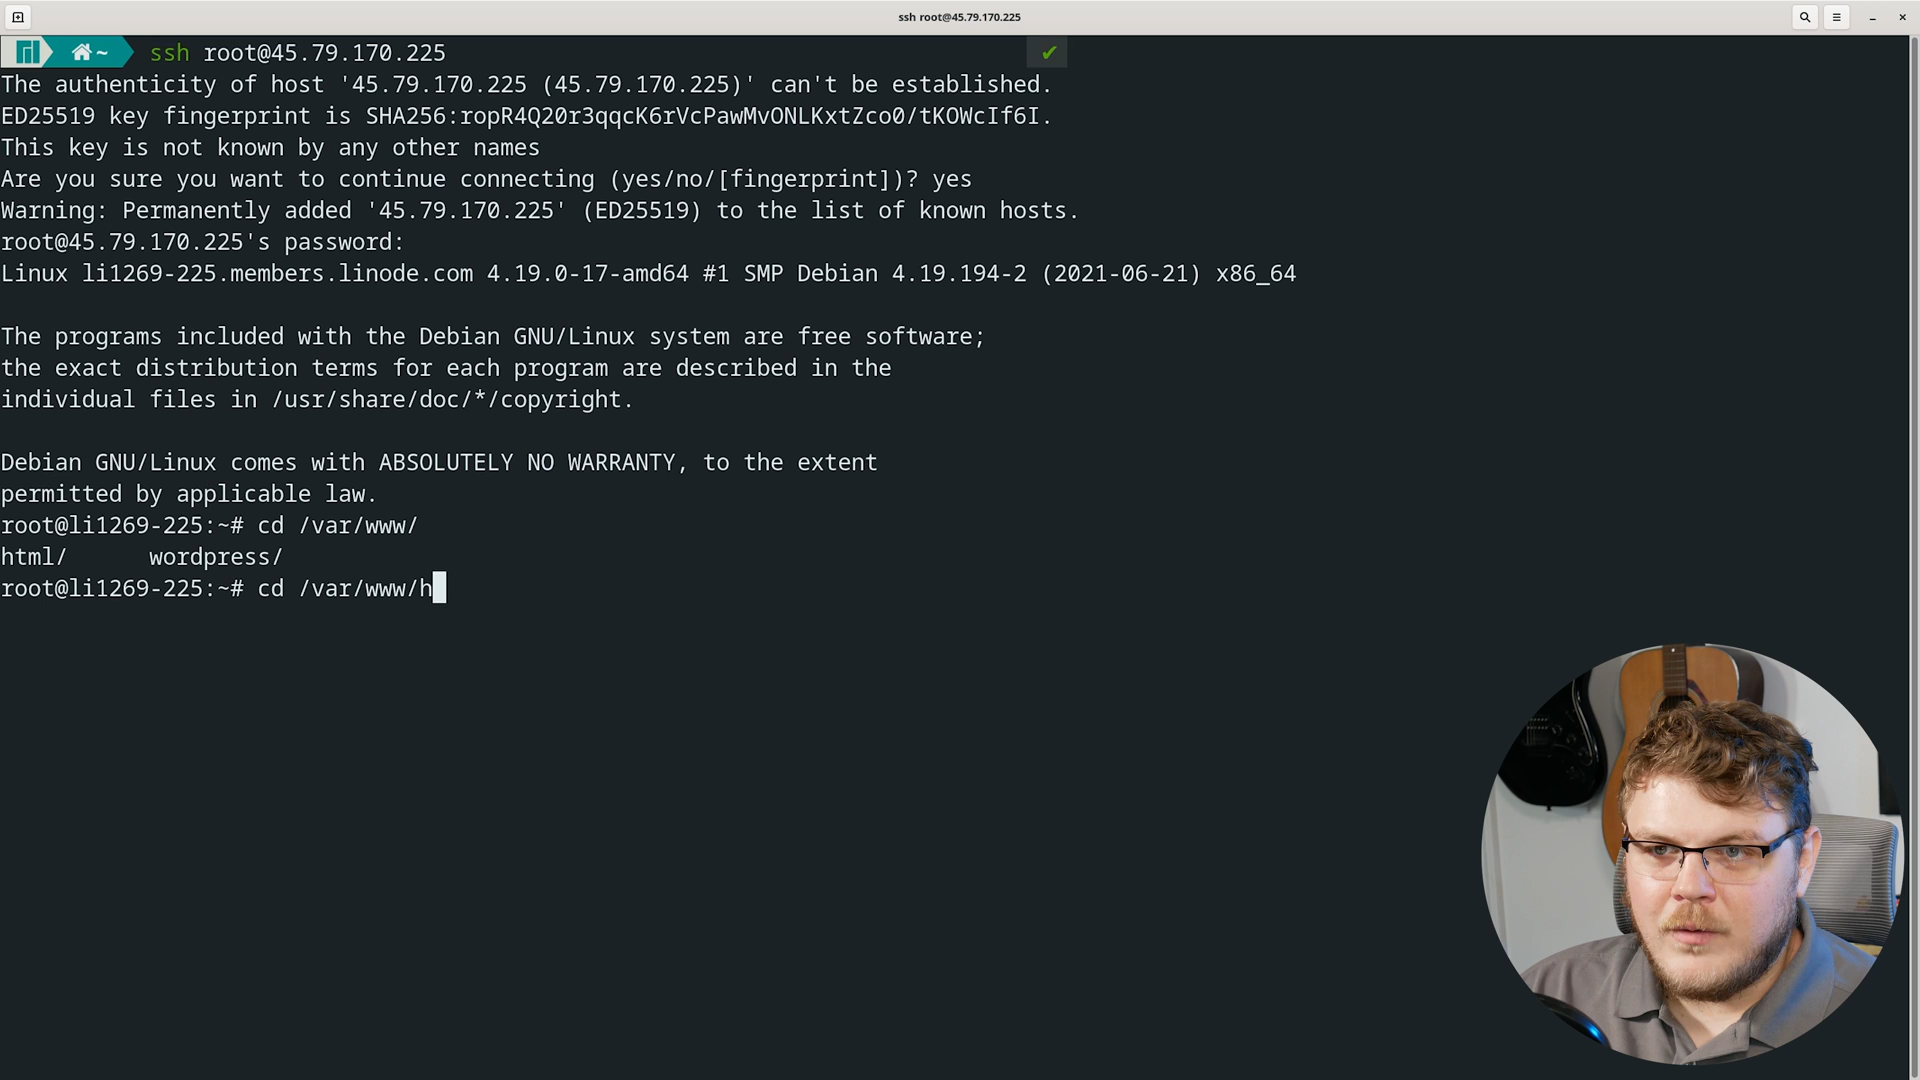 ssh root@45.79.170.225
~ ssh root@45.79.170.225 ✔
The authenticity of host '45.79.170.225 (45.79.170.225)' can't be established.
ED25519 key fingerprint is SHA256:ropR4Q20r3qqcK6rVcPawMvONLKxtZco0/tKOWcIf6I.
This key is not known by any other names
Are you sure you want to continue connecting (yes/no/[fingerprint])? yes
Warning: Permanently added '45.79.170.225' (ED25519) to the list of known hosts.
root@45.79.170.225's password:
Linux li1269-225.members.linode.com 4.19.0-17-amd64 #1 SMP Debian 4.19.194-2 (2021-06-21) x86_64
The programs included with the Debian GNU/Linux system are free software;
the exact distribution terms for each program are described in the
individual files in /usr/share/doc/*/copyright.
Debian GNU/Linux comes with ABSOLUTELY NO WARRANTY, to the extent
permitted by applicable law.
root@li1269-225:~# cd /var/www/
html/ wordpress/
root@li1269-225:~# cd /var/www/h